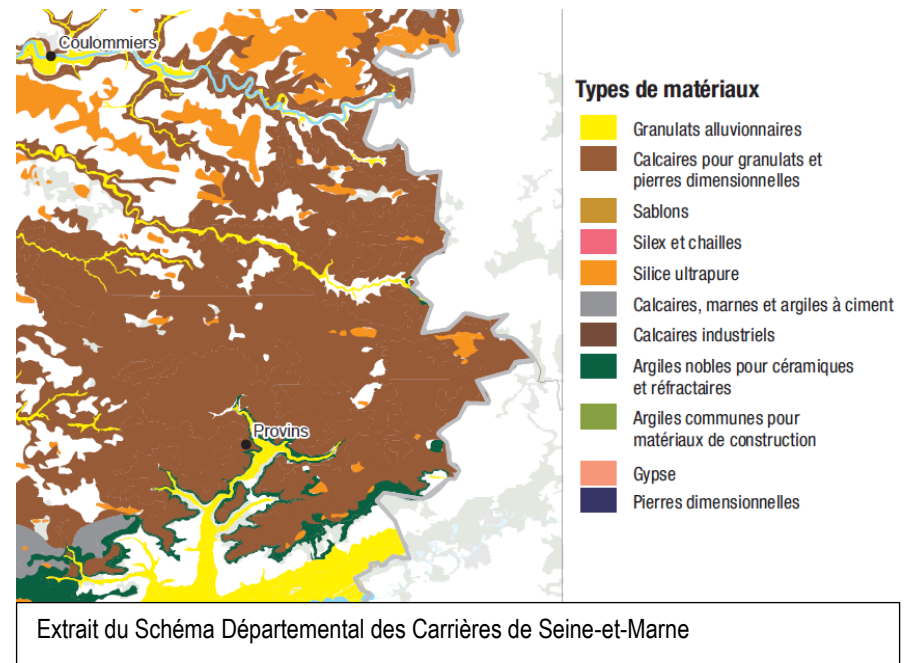 Coulommiers
Provins
Types de matériaux
Granulats alluvionnaires
Calcaires pour granulats et
pierres dimensionnelles
Sablons
Silex et chailles
Silice ultrapure
Calcaires, marnes et argiles à ciment
Calcaires industriels
Argiles nobles pour céramiques
et réfractaires
Argiles communes pour
matériaux de construction
Gypse
Pierres dimensionnelles
Extrait du Schéma Départemental des Carrières de Seine-et-Marne